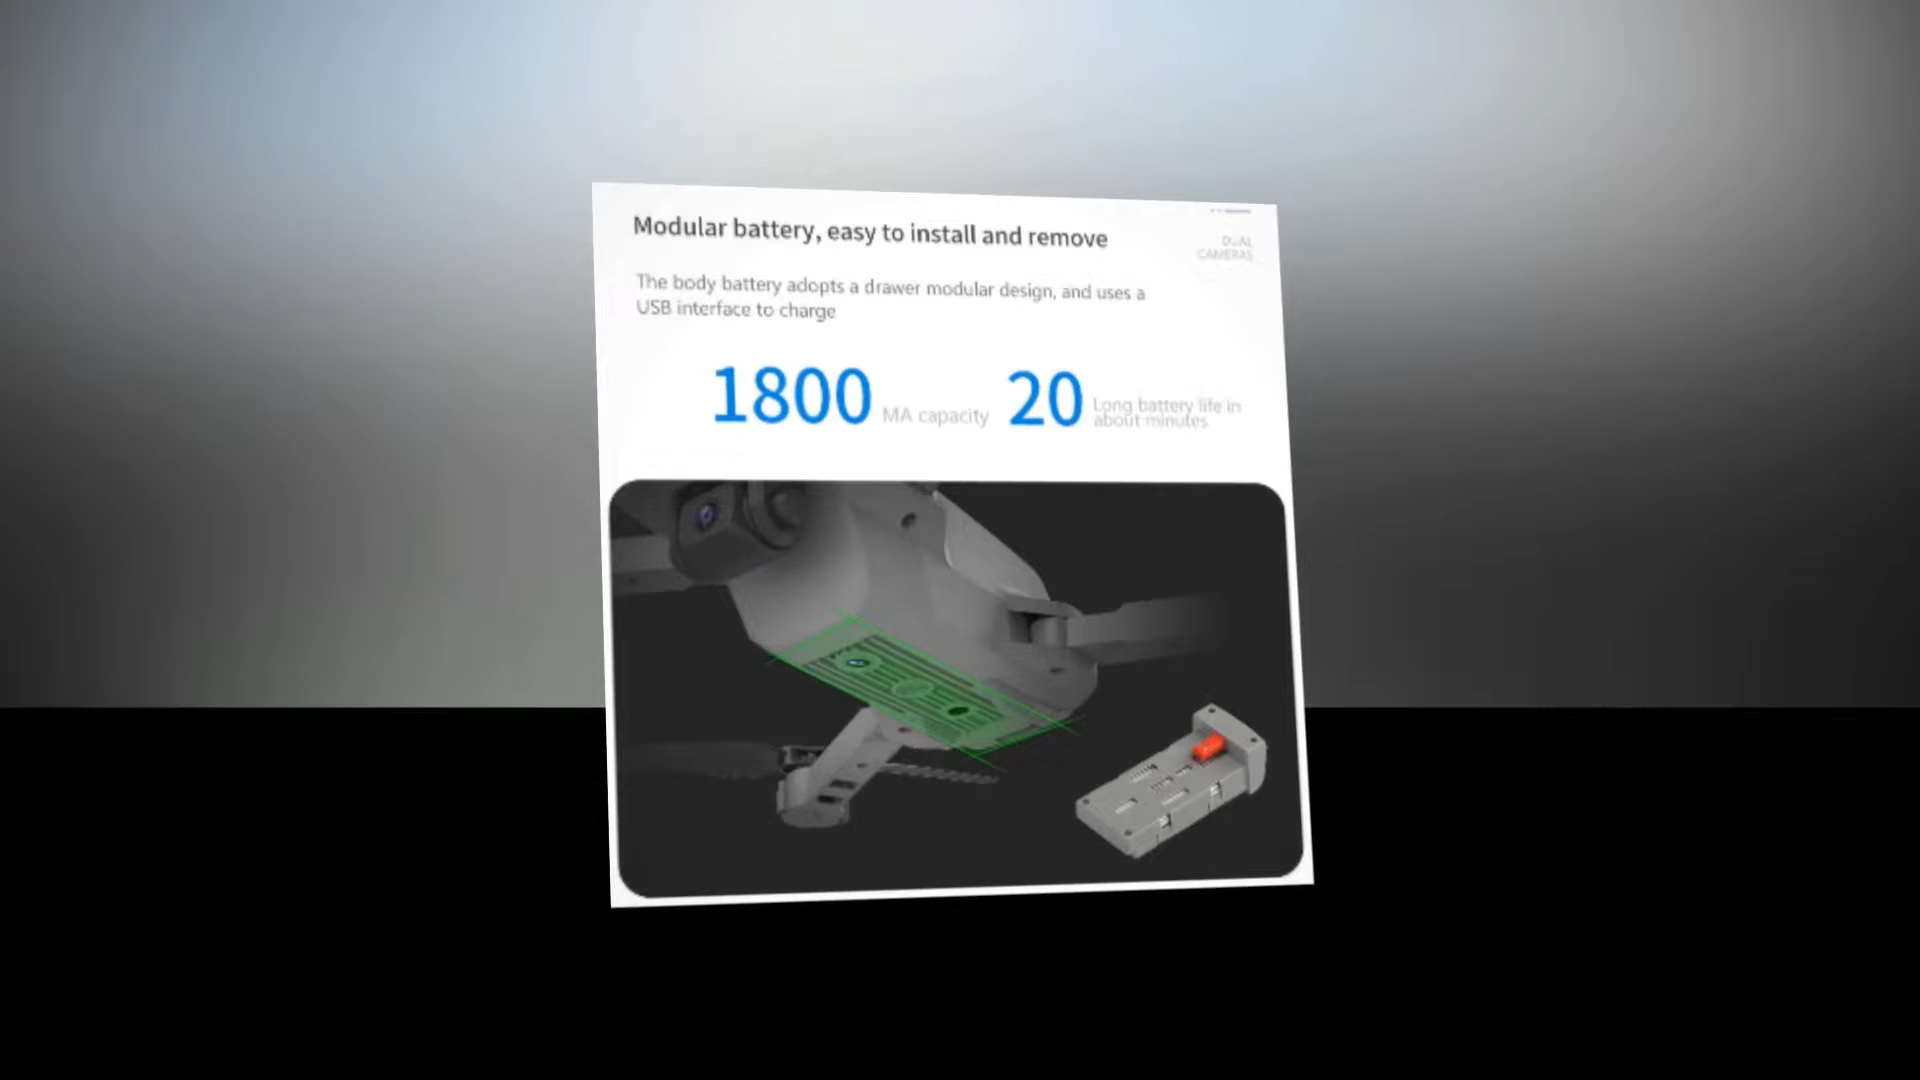 Modular battery, easy to install and remove
DUAL
CAMERAS
The body battery adopts a drawer modular design, and uses a
USB interface to charge
1800 MA capacity 20 Long battery life in
about minutes